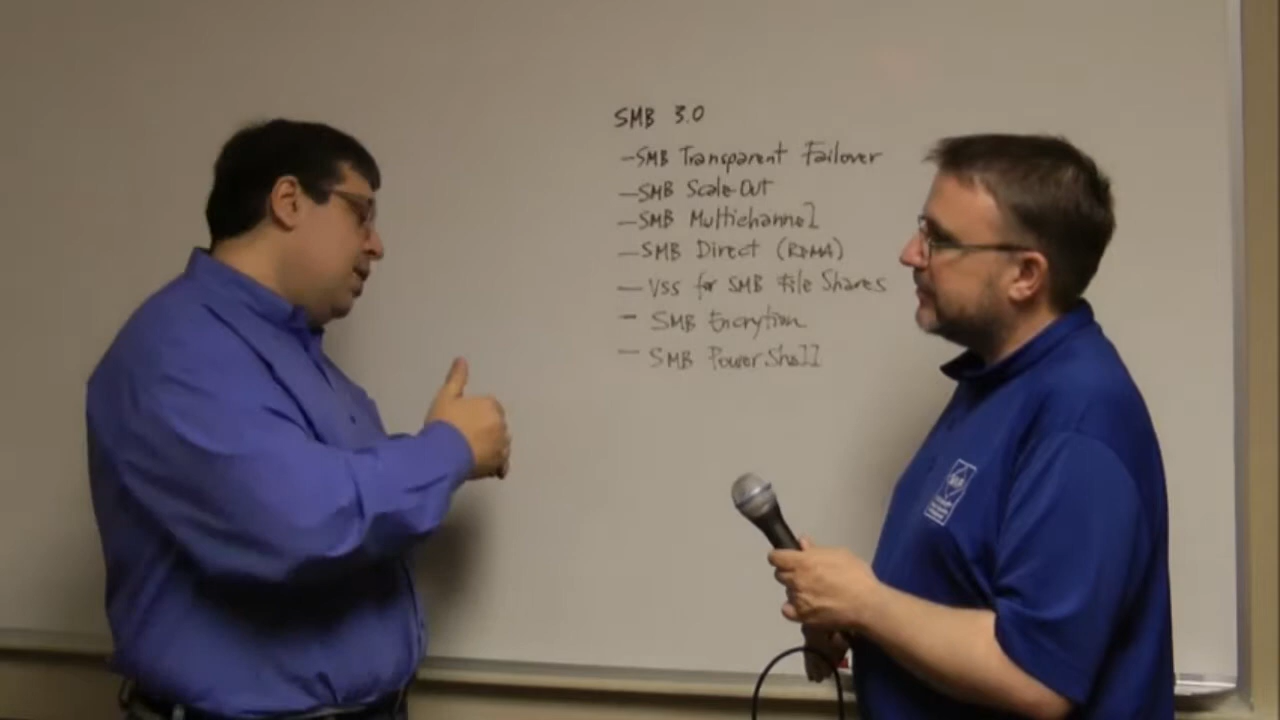 SMB 3.0
-SMB Transparent Failover
-SMB Scale-Out
-SMB Multichannel
-SMB Direct (RDMA)
-VSS for SMB File Shares
- SMB Encrytion
- SMB PowerShell